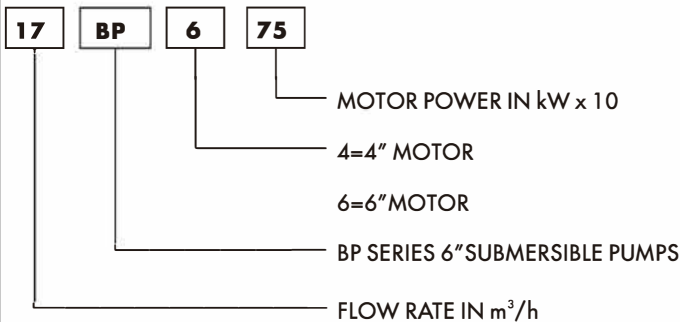 17 BP 6 75
MOTOR POWER IN kW x 10
4=4" MOTOR
6=6"MOTOR
BP SERIES 6"SUBMERSIBLE PUMPS
FLOW RATE IN m³/h